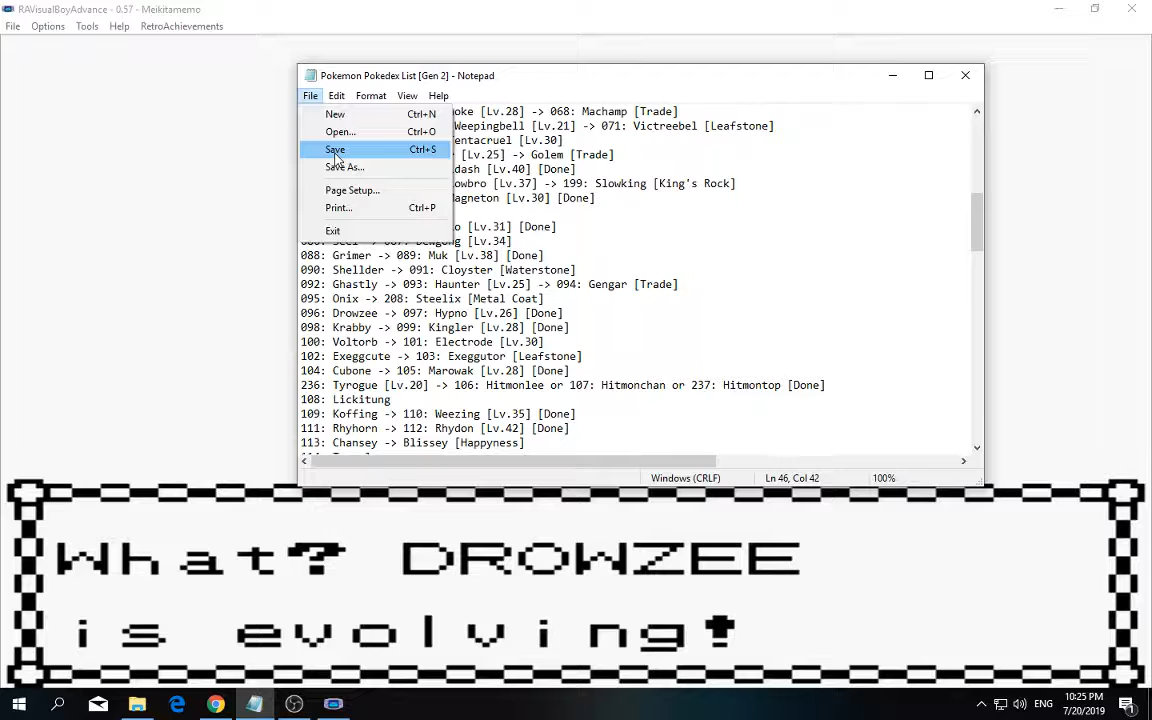 RAVisualBoyAdvance - 0.57 - Meikitamemo
File Options Tools Help RetroAchievements
Pokemon Pokedex List [Gen 2] - Notepad
File Edit Format View Help
New Ctrl+N
Open... Ctrl+O
Save Ctrl+S
Save As...
Page Setup...
Print... Ctrl+P
Exit
oke [Lv.28] -> 068: Machamp [Trade]
Weepingbell [Lv.21] -> 071: Victreebel [Leafstone]
entacruel [Lv.30]
[Lv.25] -> Golem [Trade]
dash [Lv.40] [Done]
owbro [Lv.37] -> 199: Slowking [King's Rock]
agneton [Lv.30] [Done]
o [Lv.31] [Done]
086: Seel -> 087: Dewgong [Lv.34]
088: Grimer -> 089: Muk [Lv.38] [Done]
090: Shellder -> 091: Cloyster [Waterstone]
092: Ghastly -> 093: Haunter [Lv.25] -> 094: Gengar [Trade]
095: Onix -> 208: Steelix [Metal Coat]
096: Drowzee -> 097: Hypno [Lv.26] [Done]
098: Krabby -> 099: Kingler [Lv.28] [Done]
100: Voltorb -> 101: Electrode [Lv.30]
102: Exeggcute -> 103: Exeggutor [Leafstone]
104: Cubone -> 105: Marowak [Lv.28] [Done]
236: Tyrogue [Lv.20] -> 106: Hitmonlee or 107: Hitmonchan or 237: Hitmontop [Done]
108: Lickitung
109: Koffing -> 110: Weezing [Lv.35] [Done]
111: Rhyhorn -> 112: Rhydon [Lv.42] [Done]
113: Chansey -> Blissey [Happyness]
Windows (CRLF) Ln 46, Col 42 100%
What? DROWZEE
is evolving!
ENG
10:25 PM
7/20/2019
1